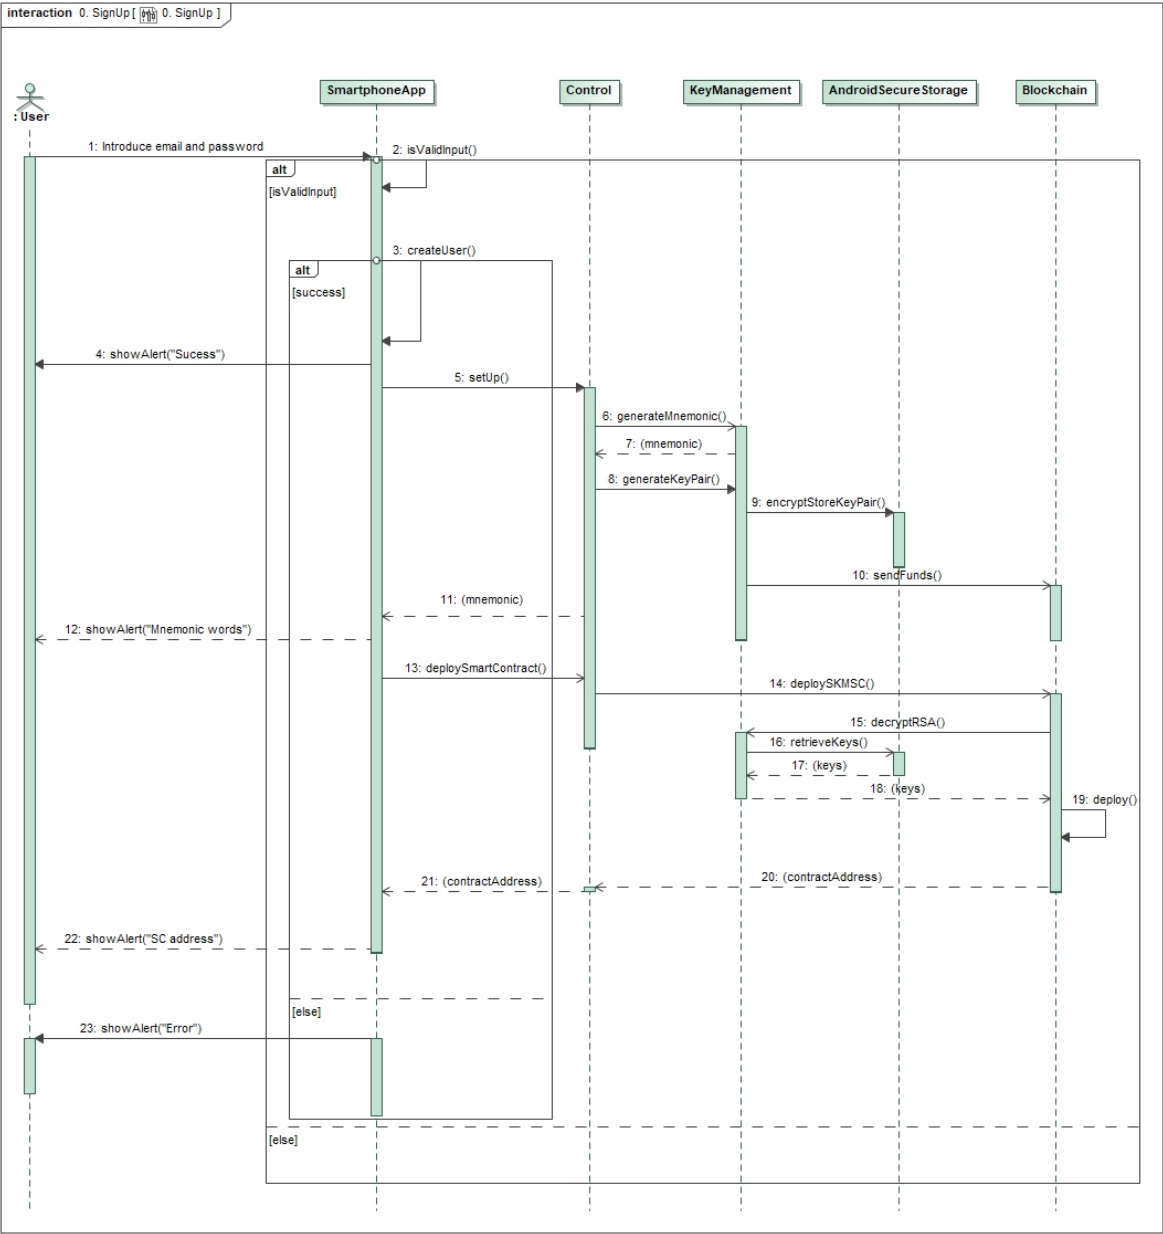 interaction 0. SignUp [ 0. SignUp ]
: User
SmartphoneApp
Control
KeyManagement
AndroidSecureStorage
Blockchain
1: Introduce email and password
2: isValidInput()
alt
[isValidInput]
3: createUser()
alt
[success]
4: showAlert("Sucess")
5: setUp()
6: generateMnemonic()
7: (mnemonic)
8: generateKeyPair()
9: encryptStoreKeyPair()
10: sendFunds()
11: (mnemonic)
12: showAlert("Mnemonic words")
13: deploySmartContract()
14: deploySKMSC()
15: decryptRSA()
16: retrieveKeys()
17: (keys)
18: (keys)
19: deploy()
20: (contractAddress)
21: (contractAddress)
22: showAlert("SC address")
[else]
23: showAlert("Error")
[else]